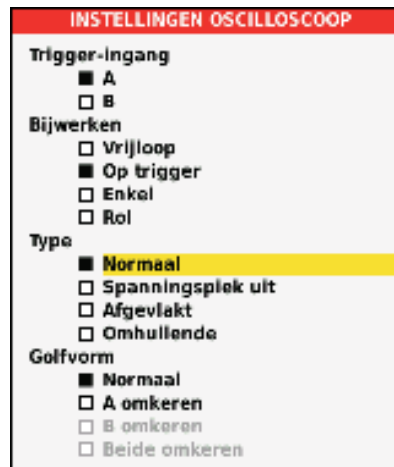 INSTELLINGEN OSCILLOSCOOP
Trigger-ingang
A
B
Bijwerken
Vrijloop
Op trigger
Enkel
Rol
Type
Normaal
Spanningspiek uit
Afgevlakt
Omhullende
Golfvorm
Normaal
A omkeren
B omkeren
Beide omkeren